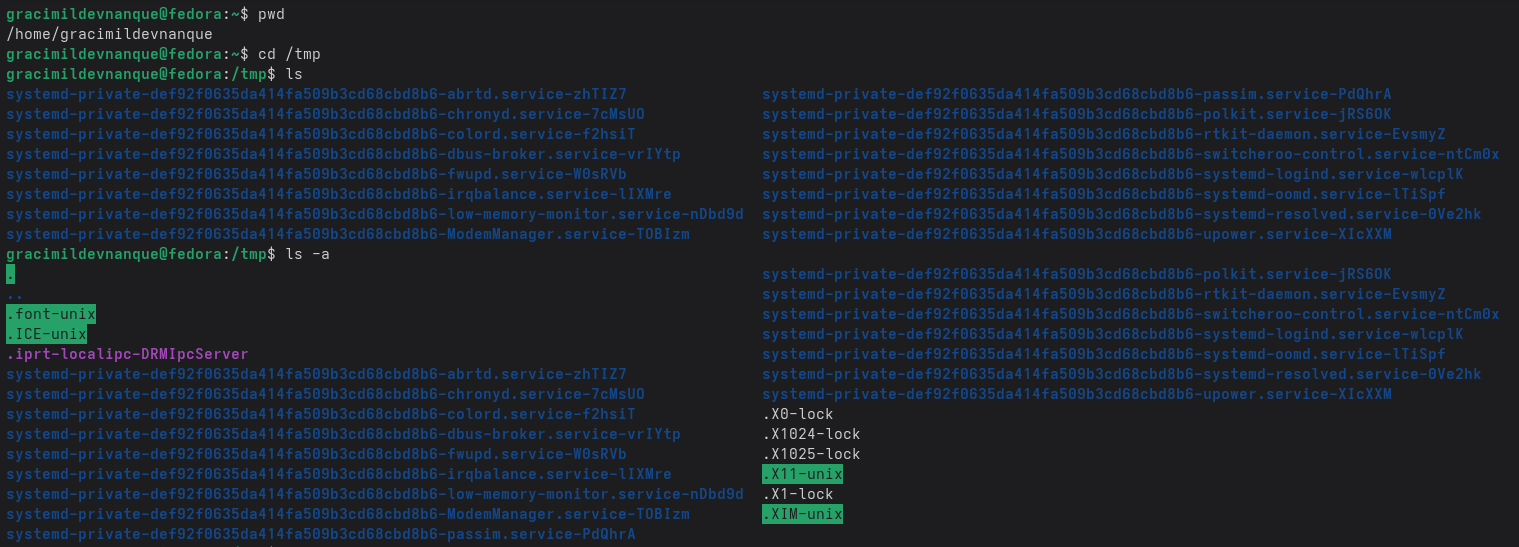 gracimildevnanque@fedora:~$ pwd
/home/gracimildevnanque
gracimildevnanque@fedora:~$ cd /tmp
gracimildevnanque@fedora:/tmp$ ls
systemd-private-def92f0635da414fa509b3cd68cbd8b6-abrtd.service-zhTIZ7 systemd-private-def92f0635da414fa509b3cd68cbd8b6-passim.service-PdQhrA
systemd-private-def92f0635da414fa509b3cd68cbd8b6-chronyd.service-7cMsUO systemd-private-def92f0635da414fa509b3cd68cbd8b6-polkit.service-jRS6OK
systemd-private-def92f0635da414fa509b3cd68cbd8b6-colord.service-f2hsiT systemd-private-def92f0635da414fa509b3cd68cbd8b6-rtkit-daemon.service-EvsmyZ
systemd-private-def92f0635da414fa509b3cd68cbd8b6-dbus-broker.service-vrIYtp systemd-private-def92f0635da414fa509b3cd68cbd8b6-switcheroo-control.service-ntCm0x
systemd-private-def92f0635da414fa509b3cd68cbd8b6-fwupd.service-W0sRVb systemd-private-def92f0635da414fa509b3cd68cbd8b6-systemd-logind.service-wlcplK
systemd-private-def92f0635da414fa509b3cd68cbd8b6-irqbalance.service-lIXMre systemd-private-def92f0635da414fa509b3cd68cbd8b6-systemd-oomd.service-lTiSpf
systemd-private-def92f0635da414fa509b3cd68cbd8b6-low-memory-monitor.service-nDbd9d systemd-private-def92f0635da414fa509b3cd68cbd8b6-systemd-resolved.service-0Ve2hk
systemd-private-def92f0635da414fa509b3cd68cbd8b6-ModemManager.service-TOBIzm systemd-private-def92f0635da414fa509b3cd68cbd8b6-upower.service-XIcXXM
gracimildevnanque@fedora:/tmp$ ls -a
. systemd-private-def92f0635da414fa509b3cd68cbd8b6-polkit.service-jRS6OK
.. systemd-private-def92f0635da414fa509b3cd68cbd8b6-rtkit-daemon.service-EvsmyZ
.font-unix systemd-private-def92f0635da414fa509b3cd68cbd8b6-switcheroo-control.service-ntCm0x
.ICE-unix systemd-private-def92f0635da414fa509b3cd68cbd8b6-systemd-logind.service-wlcplK
.iprt-localipc-DRMIpcServer systemd-private-def92f0635da414fa509b3cd68cbd8b6-systemd-oomd.service-lTiSpf
systemd-private-def92f0635da414fa509b3cd68cbd8b6-abrtd.service-zhTIZ7 systemd-private-def92f0635da414fa509b3cd68cbd8b6-systemd-resolved.service-0Ve2hk
systemd-private-def92f0635da414fa509b3cd68cbd8b6-chronyd.service-7cMsUO systemd-private-def92f0635da414fa509b3cd68cbd8b6-upower.service-XIcXXM
systemd-private-def92f0635da414fa509b3cd68cbd8b6-colord.service-f2hsiT .X0-lock
systemd-private-def92f0635da414fa509b3cd68cbd8b6-dbus-broker.service-vrIYtp .X1024-lock
systemd-private-def92f0635da414fa509b3cd68cbd8b6-fwupd.service-W0sRVb .X1025-lock
systemd-private-def92f0635da414fa509b3cd68cbd8b6-irqbalance.service-lIXMre .X11-unix
systemd-private-def92f0635da414fa509b3cd68cbd8b6-low-memory-monitor.service-nDbd9d .X1-lock
systemd-private-def92f0635da414fa509b3cd68cbd8b6-ModemManager.service-TOBIzm .XIM-unix
systemd-private-def92f0635da414fa509b3cd68cbd8b6-passim.service-PdQhrA